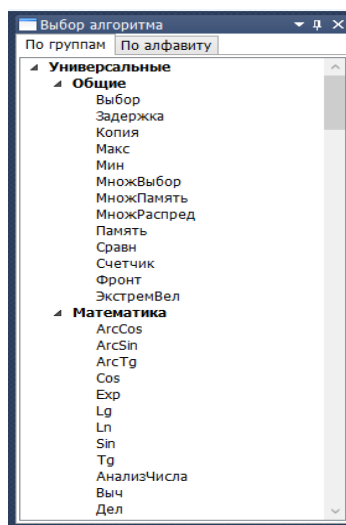 Выбор алгоритма
По группам По алфавиту
Универсальные
Общие
Выбор
Задержка
Копия
Макс
Мин
МножВыбор
МножПамять
МножРаспред
Память
Сравн
Счетчик
Фронт
ЭкстремВел
Математика
ArcCos
ArcSin
ArcTg
Cos
Exp
Lg
Ln
Sin
Tg
АнализЧисла
Выч
Дел